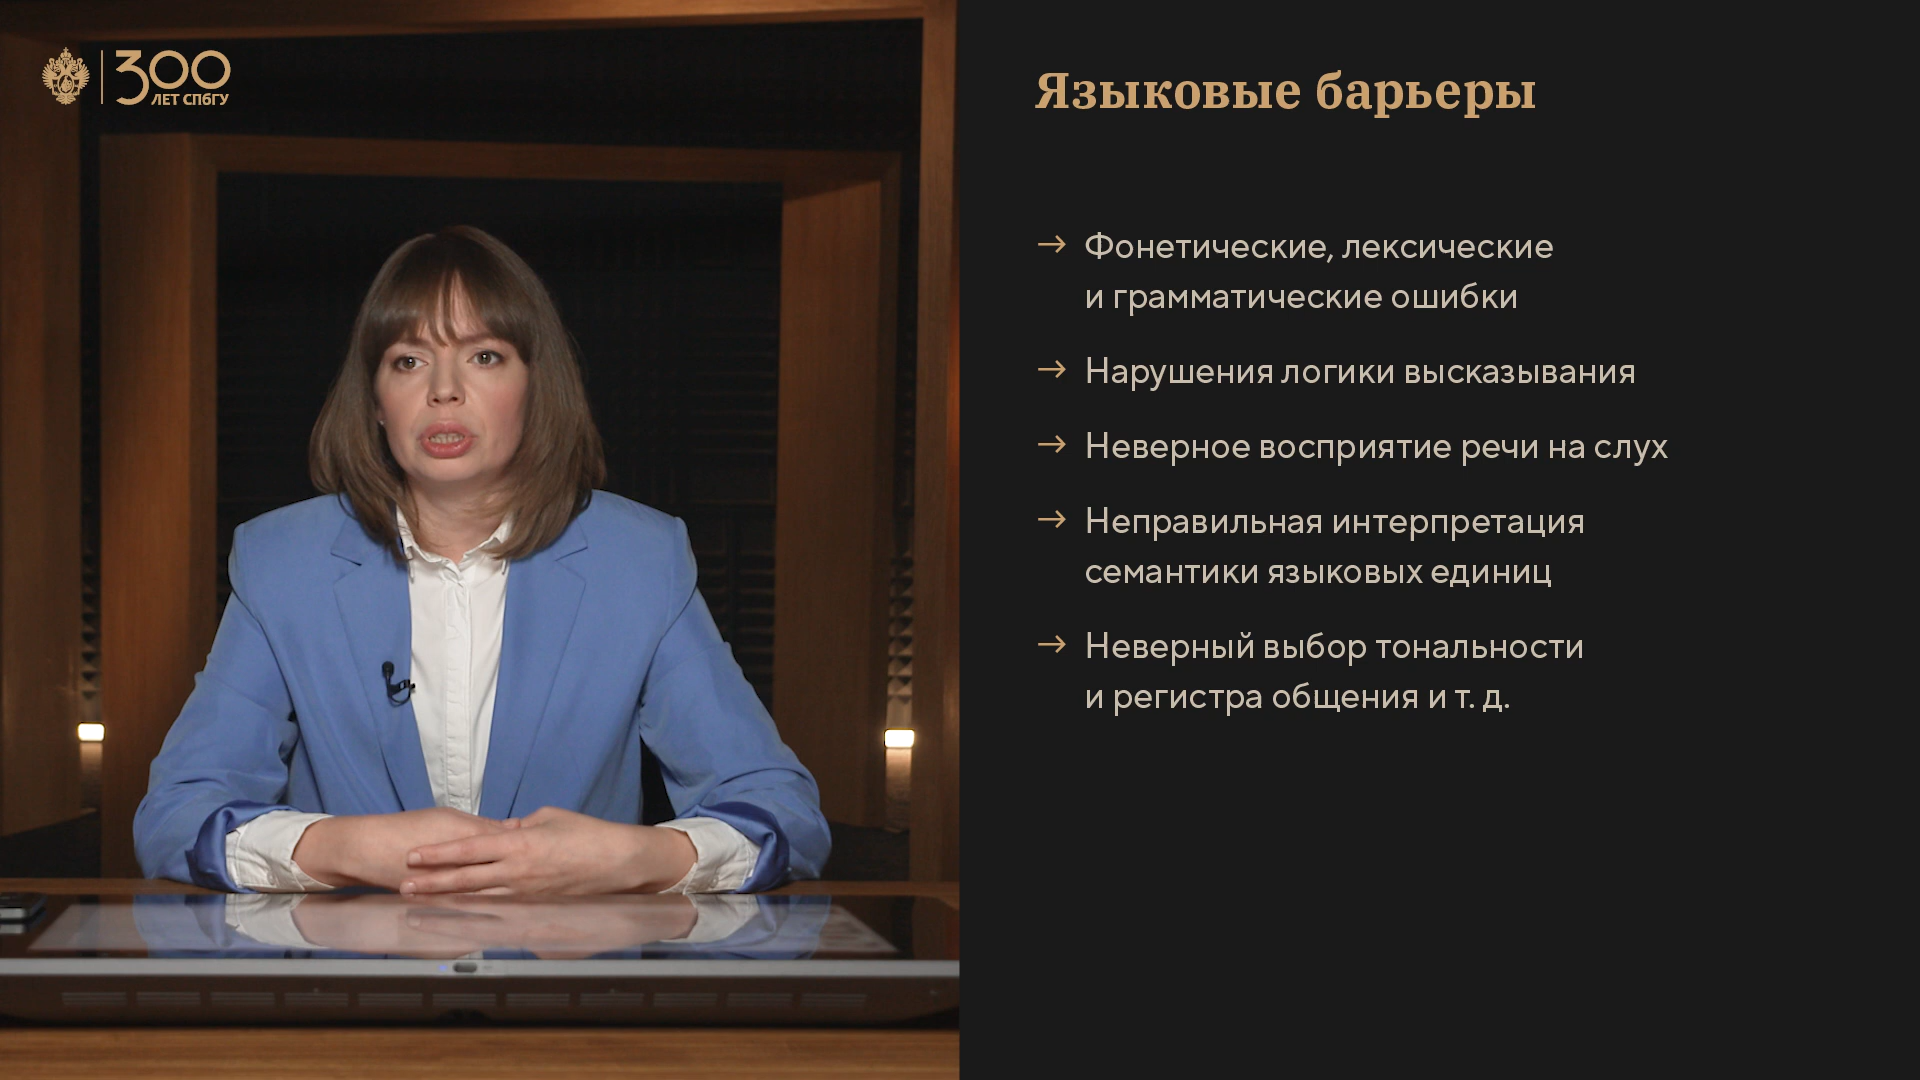 300
ЛЕТ СПбГУ
Языковые барьеры
→ Фонетические, лексические
и грамматические ошибки
→ Нарушения логики высказывания
→ Неверное восприятие речи на слух
→ Неправильная интерпретация
семантики языковых единиц
→ Неверный выбор тональности
и регистра общения и т. д.